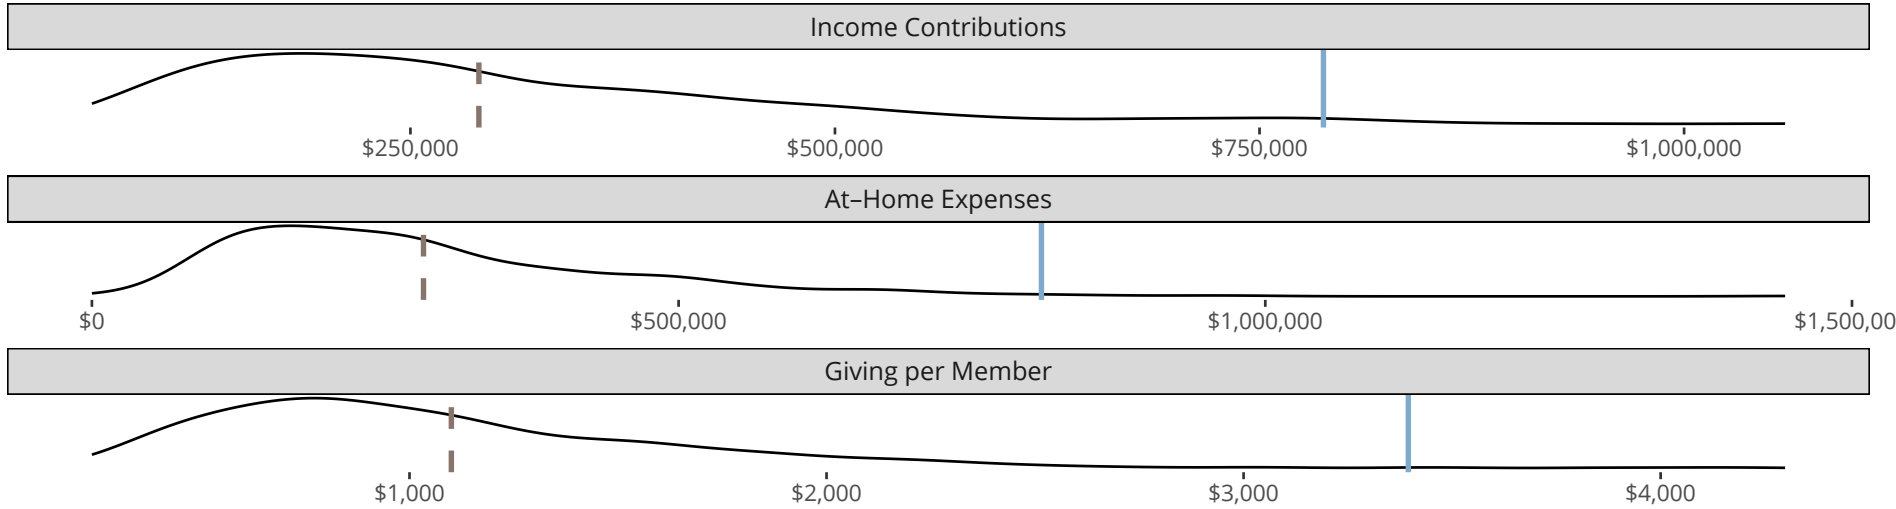 Income Contributions
$250,000 $500,000 $750,000 $1,000,000
At–Home Expenses
$0 $500,000 $1,000,000 $1,500,00
Giving per Member
$1,000 $2,000 $3,000 $4,000